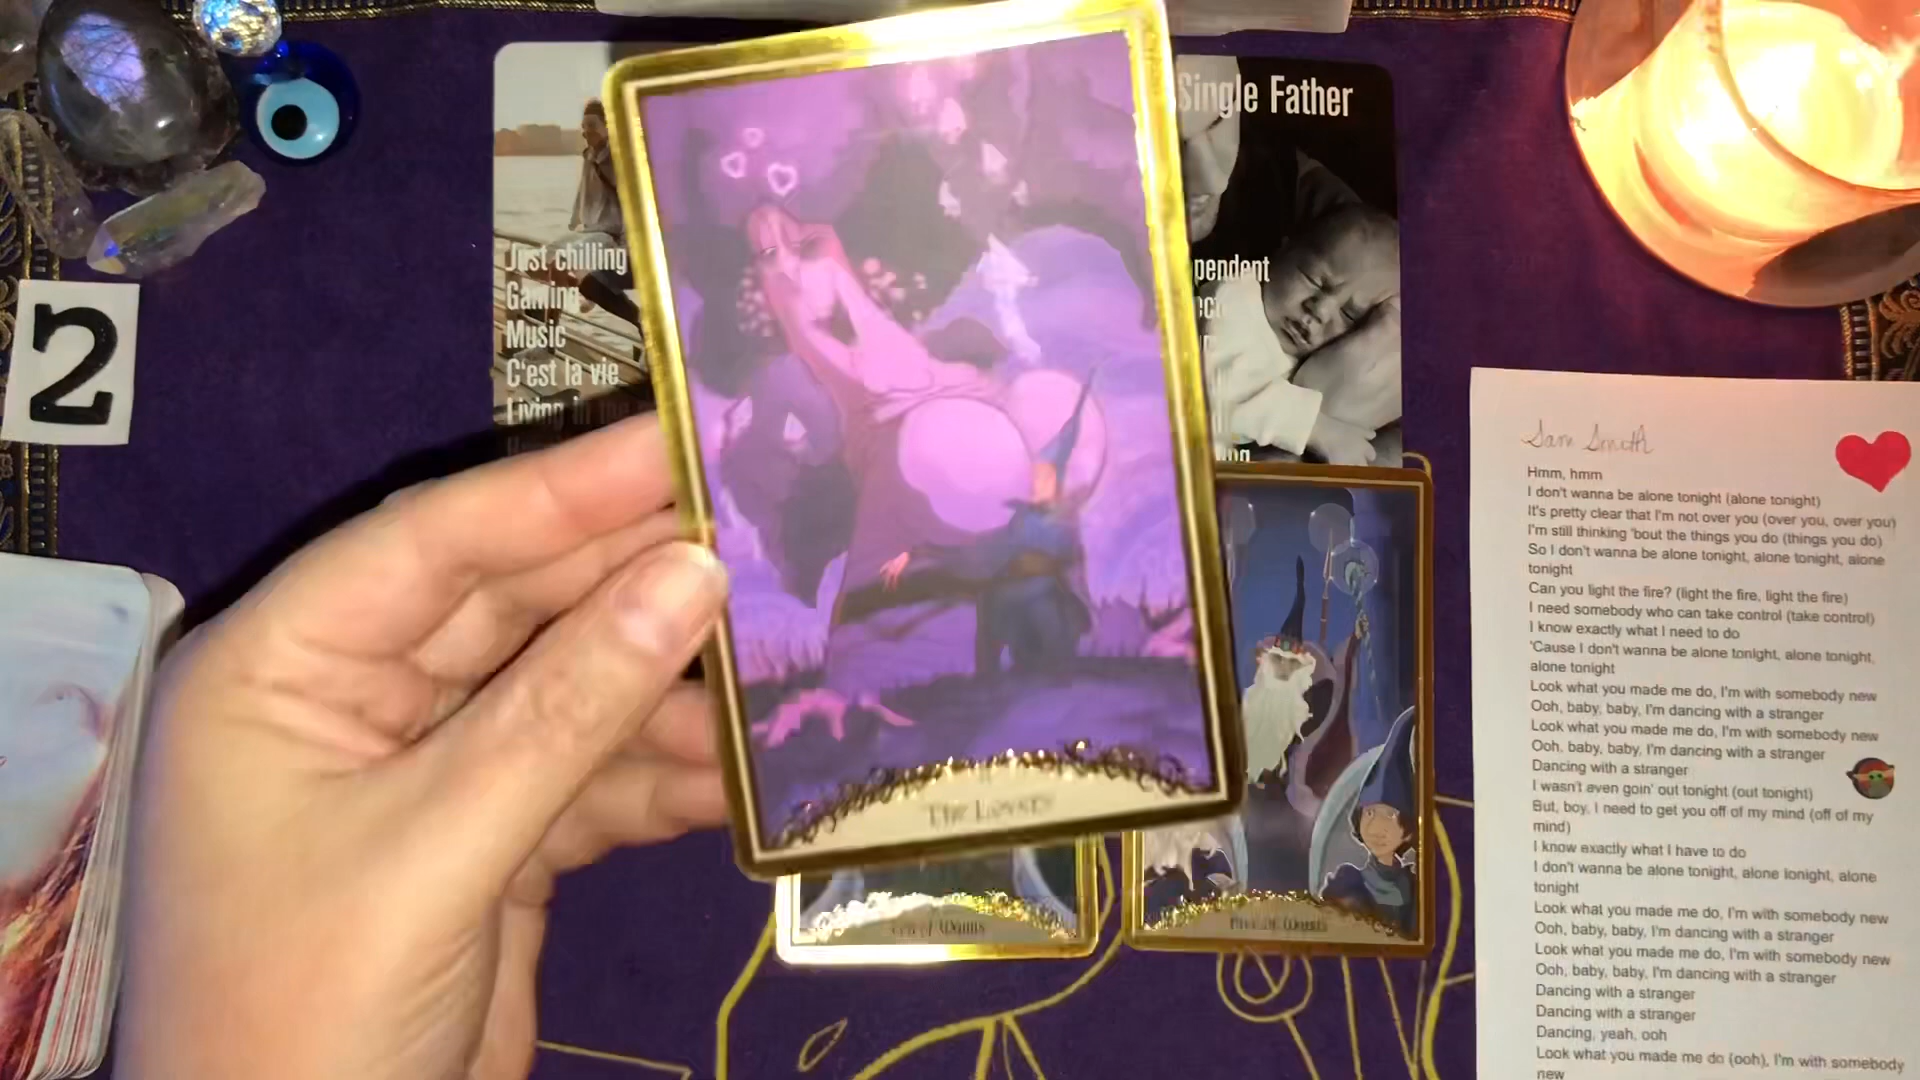 2
Just chilling
Gaming
Music
C'est la vie
Living in the
Single Father
pendent
The Lovers
of Wands
of Wands
Sam Smith
Hmm, hmm
I don't wanna be alone tonight (alone tonight)
It's pretty clear that I'm not over you (over you, over you)
I'm still thinking 'bout the things you do (things you do)
So I don't wanna be alone tonight, alone tonight, alone
tonight
Can you light the fire? (light the fire, light the fire)
I need somebody who can take control (take control)
I know exactly what I need to do
'Cause I don't wanna be alone tonight, alone tonight,
alone tonight
Look what you made me do, I'm with somebody new
Ooh, baby, baby, I'm dancing with a stranger
Look what you made me do, I'm with somebody new
Ooh, baby, baby, I'm dancing with a stranger
Dancing with a stranger
I wasn't even goin' out tonight (out tonight)
But, boy, I need to get you off of my mind (off of my
mind)
I know exactly what I have to do
I don't wanna be alone tonight, alone tonight, alone
tonight
Look what you made me do, I'm with somebody new
Ooh, baby, baby, I'm dancing with a stranger
Look what you made me do, I'm with somebody new
Ooh, baby, baby, I'm dancing with a stranger
Dancing with a stranger
Dancing with a stranger
Dancing, yeah, ooh
Look what you made me do (ooh), I'm with somebody
new